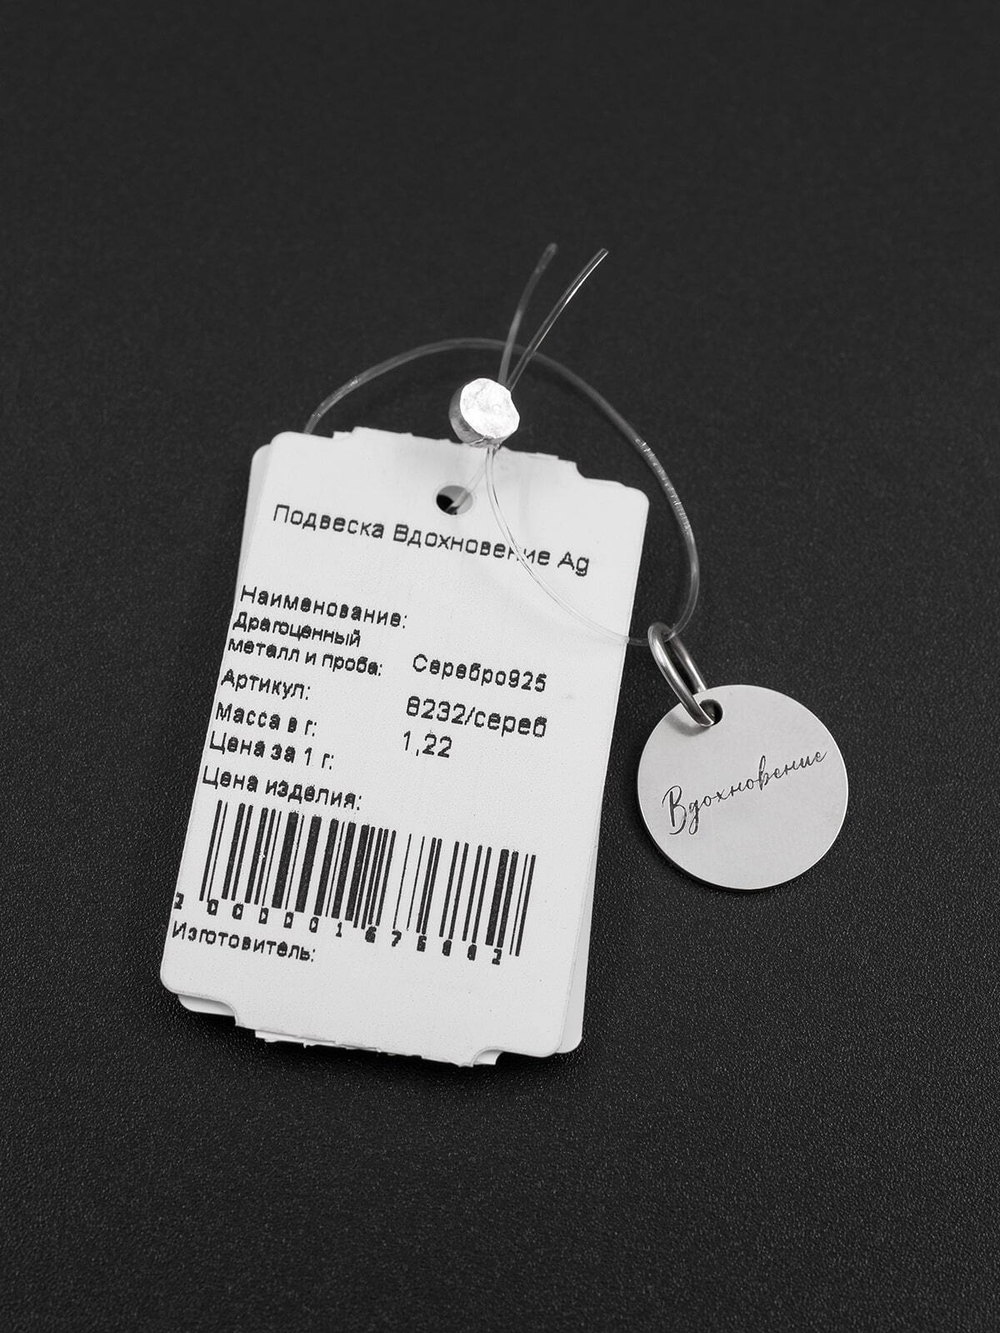 Подвеска Вдохновение Ag
Наименование:
Драгоценный
металл и проба: Серебро925
Артикул: 8232/сереб
Масса в г: 1,22
Цена за 1 г:
Цена изделия:
Изготовитель:
Вдохновение